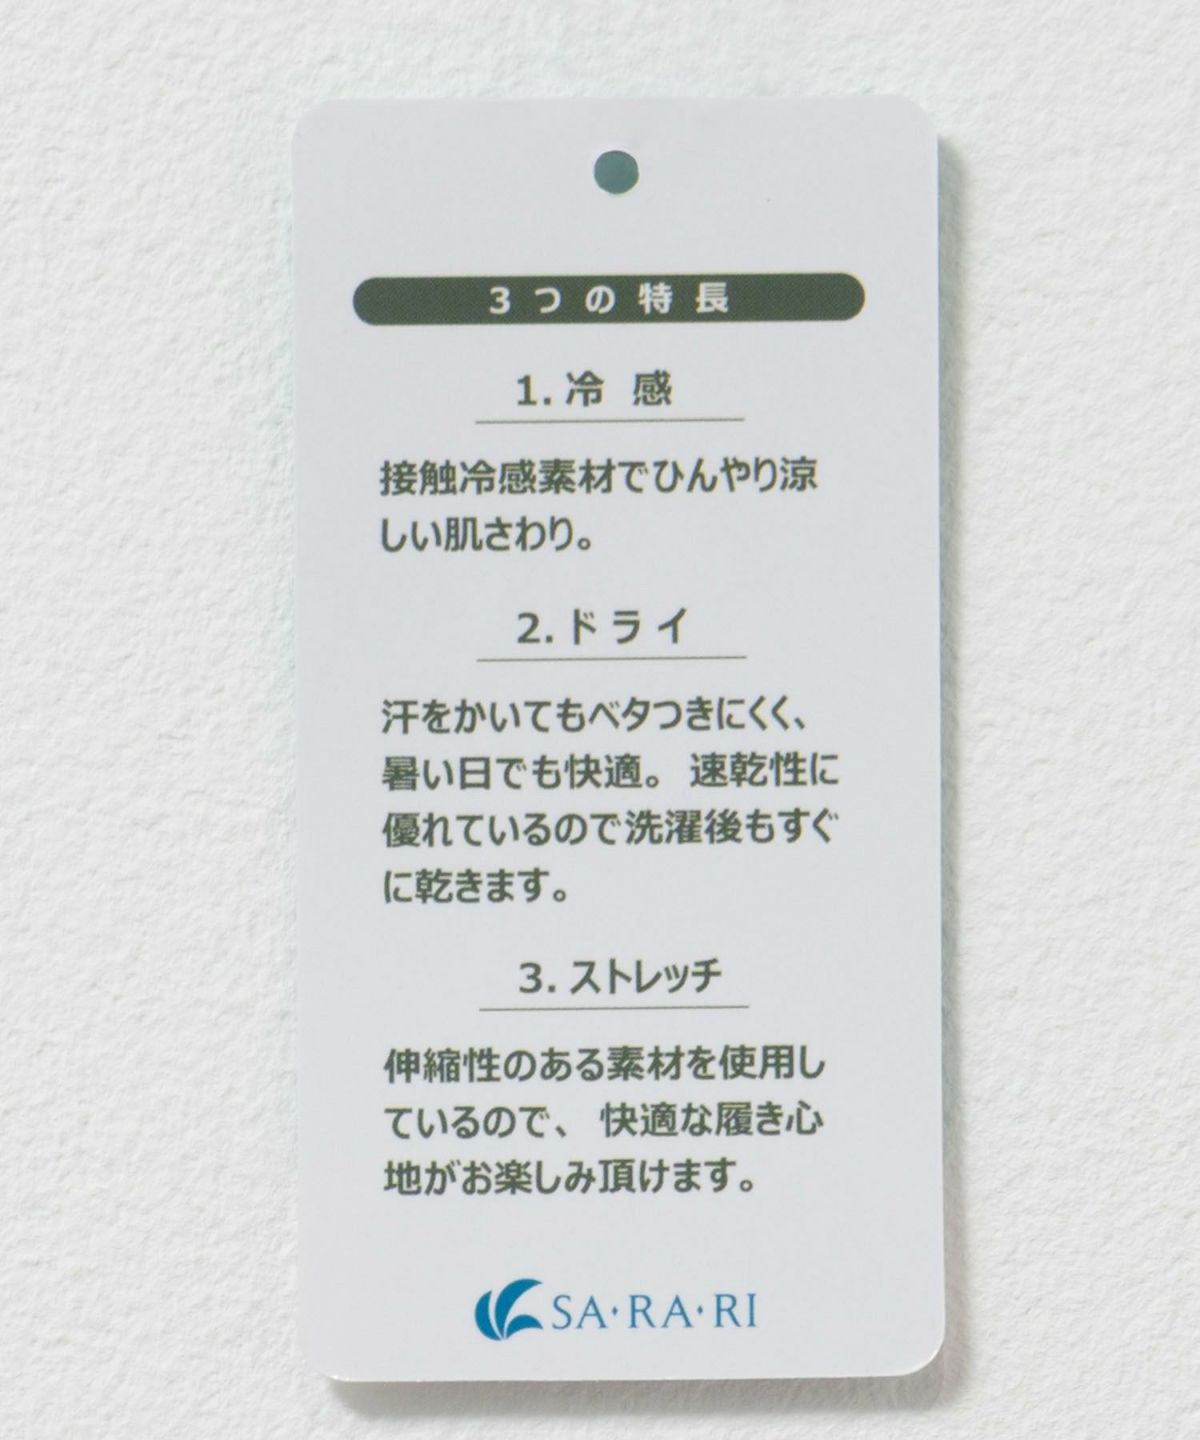 3つの特長
1. 冷感
接触冷感素材でひんやり涼
しい肌さわり。
2. ドライ
汗をかいてもベタつきにくく、
暑い日でも快適。 速乾性に
優れているので洗濯後もすぐ
に乾きます。
3. ストレッチ
伸縮性のある素材を使用し
ているので、 快適な履き心
地がお楽しみ頂けます。
SA・RA・RI